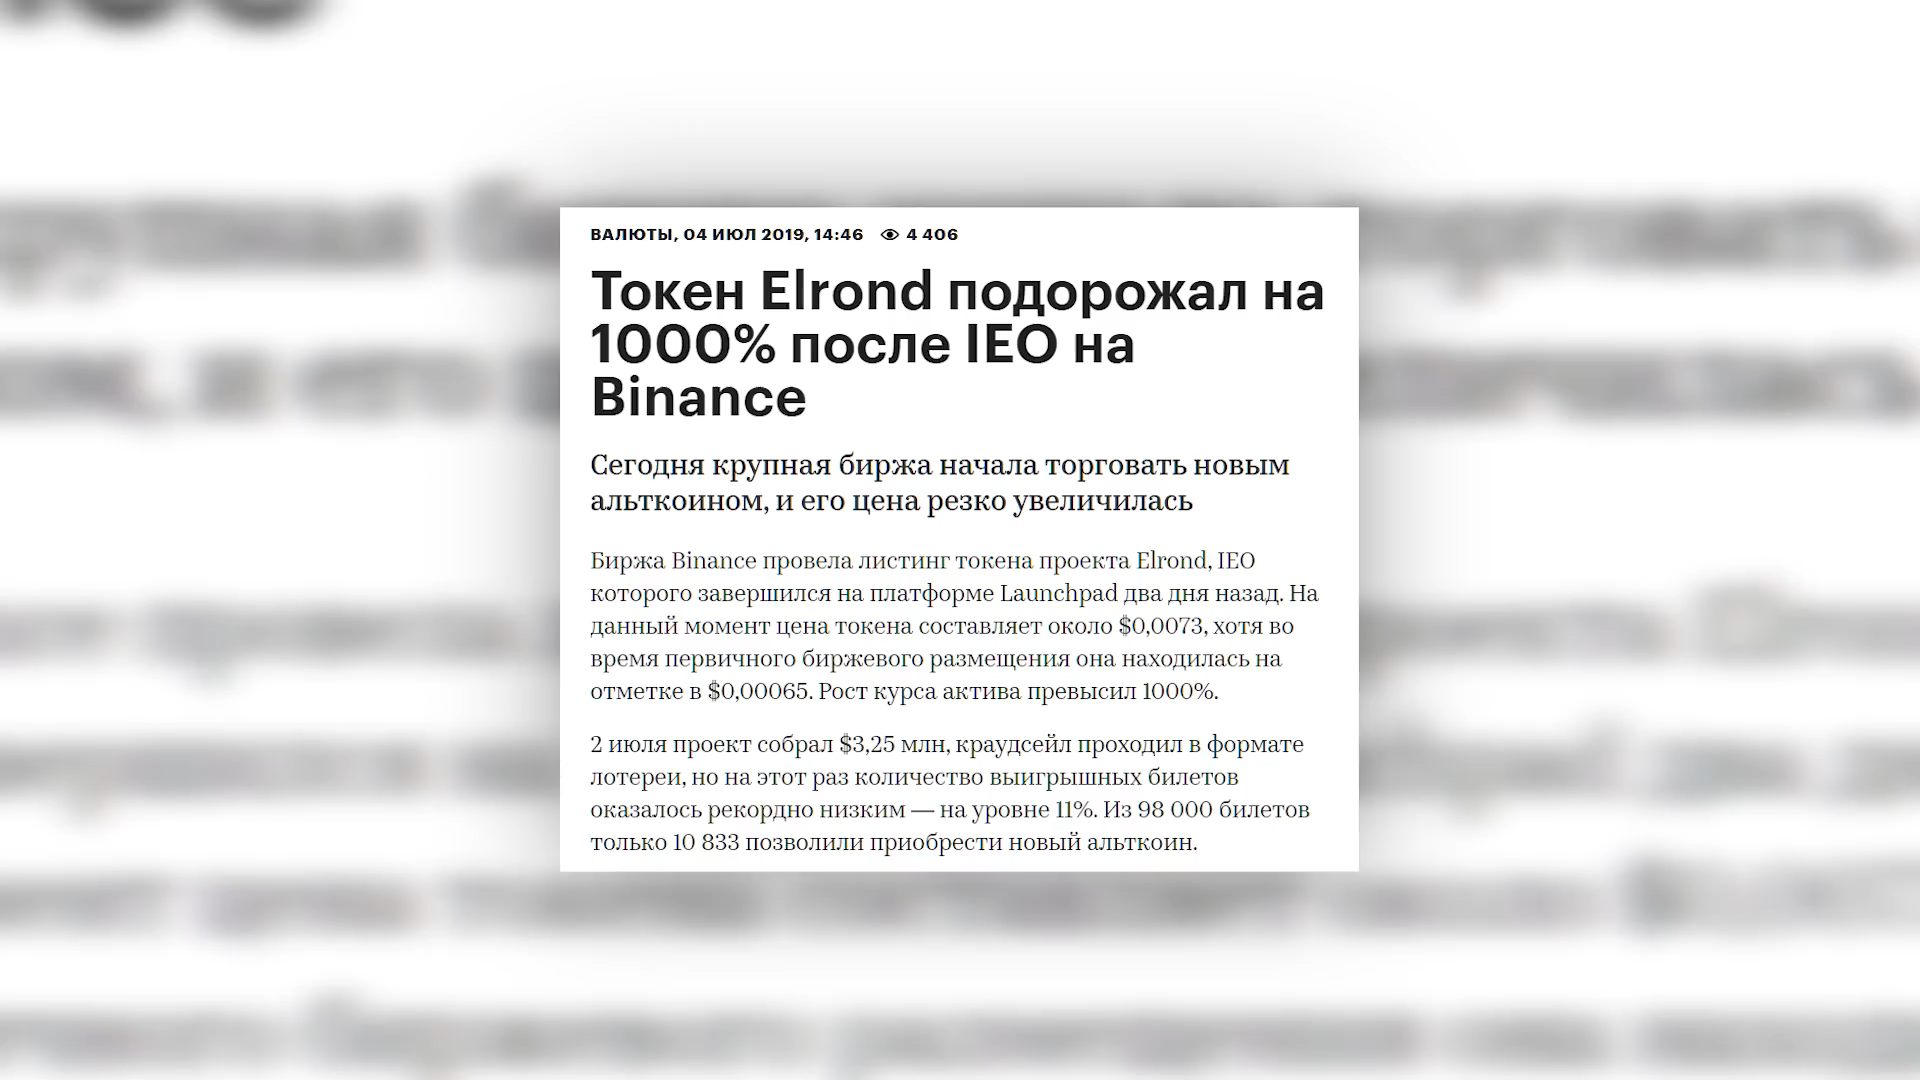 ВАЛЮТЫ, 04 ИЮЛ 2019, 14:46 4 406
Токен Elrond подорожал на
1000% после IEO на
Binance
Сегодня крупная биржа начала торговать новым
альткоином, и его цена резко увеличилась
Биржа Binance провела листинг токена проекта Elrond, IEO
которого завершился на платформе Launchpad два дня назад. На
данный момент цена токена составляет около $0,0073, хотя во
время первичного биржевого размещения она находилась на
отметке в $0,00065. Рост курса актива превысил 1000%.
2 июля проект собрал $3,25 млн, краудсейл проходил в формате
лотереи, но на этот раз количество выигрышных билетов
оказалось рекордно низким — на уровне 11%. Из 98 000 билетов
только 10 833 позволили приобрести новый альткоин.